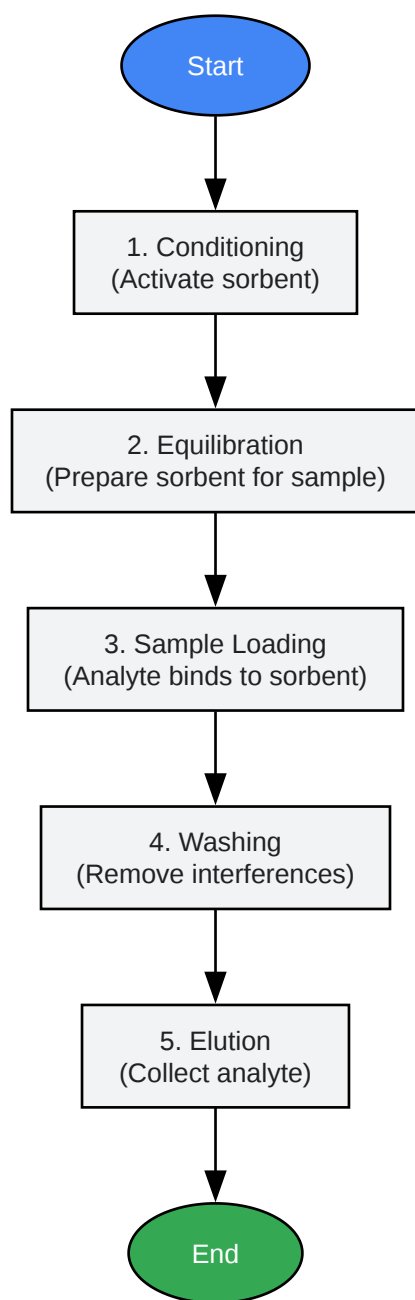 Start
1. Conditioning
(Activate sorbent)
2. Equilibration
(Prepare sorbent for sample)
3. Sample Loading
(Analyte binds to sorbent)
4. Washing
(Remove interferences)
5. Elution
(Collect analyte)
End